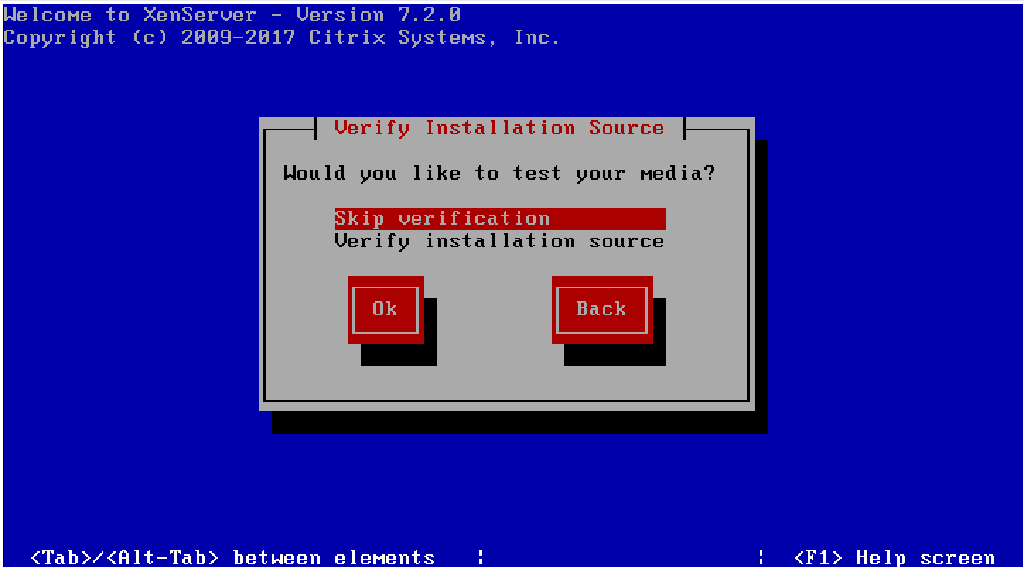 Welcome to XenServer - Version 7.2.0
Copyright (c) 2009-2017 Citrix Systems, Inc.
Verify Installation Source
Would you like to test your media?
Skip verification
Verify installation source
Ok Back
<Tab>/<Alt-Tab> between elements ¦ ¦ <F1> Help screen